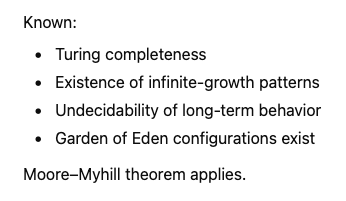 Known:
• Turing completeness
• Existence of infinite-growth patterns
• Undecidability of long-term behavior
• Garden of Eden configurations exist
Moore–Myhill theorem applies.